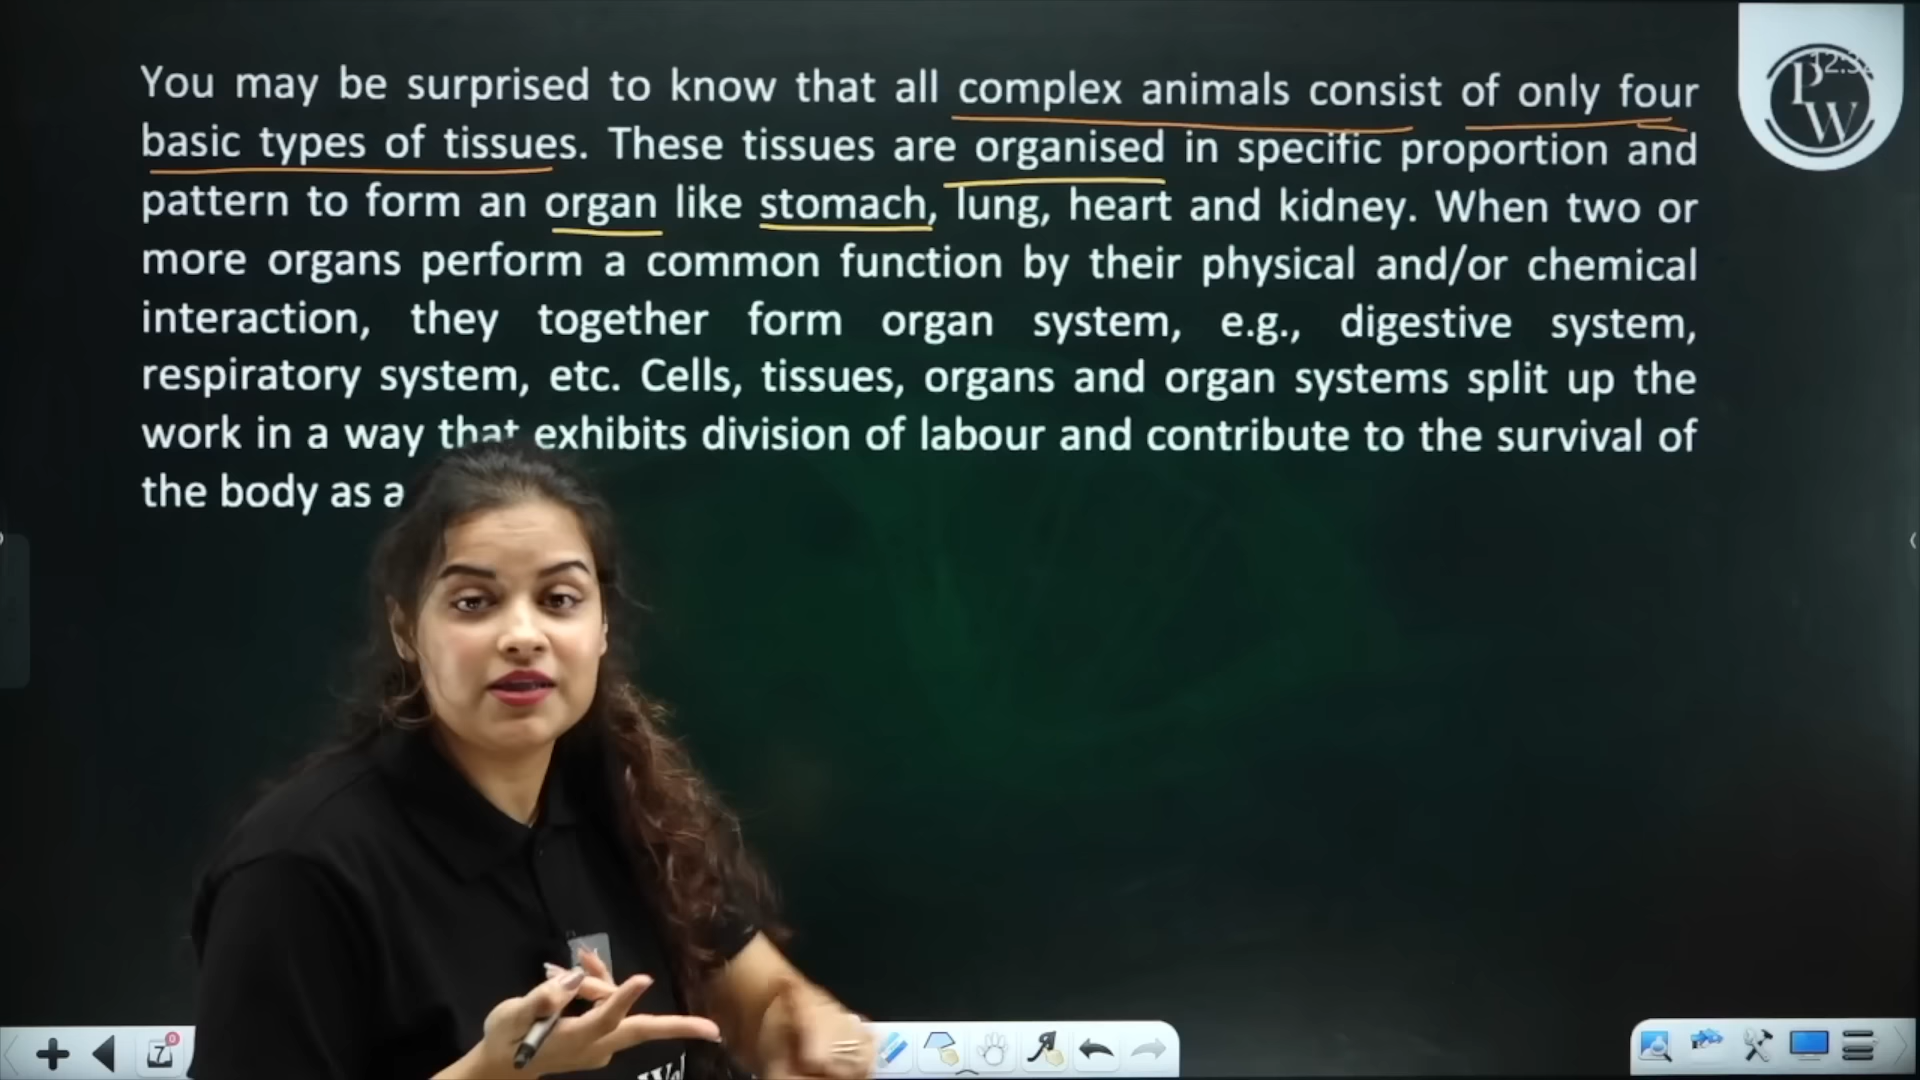 You may be surprised to know that all complex animals consist of only four
basic types of tissues. These tissues are organised in specific proportion and
pattern to form an organ like stomach, lung, heart and kidney. When two or
more organs perform a common function by their physical and/or chemical
interaction, they together form organ system, e.g., digestive system,
respiratory system, etc. Cells, tissues, organs and organ systems split up the
work in a way that exhibits division of labour and contribute to the survival of
the body as a
PW
7
0